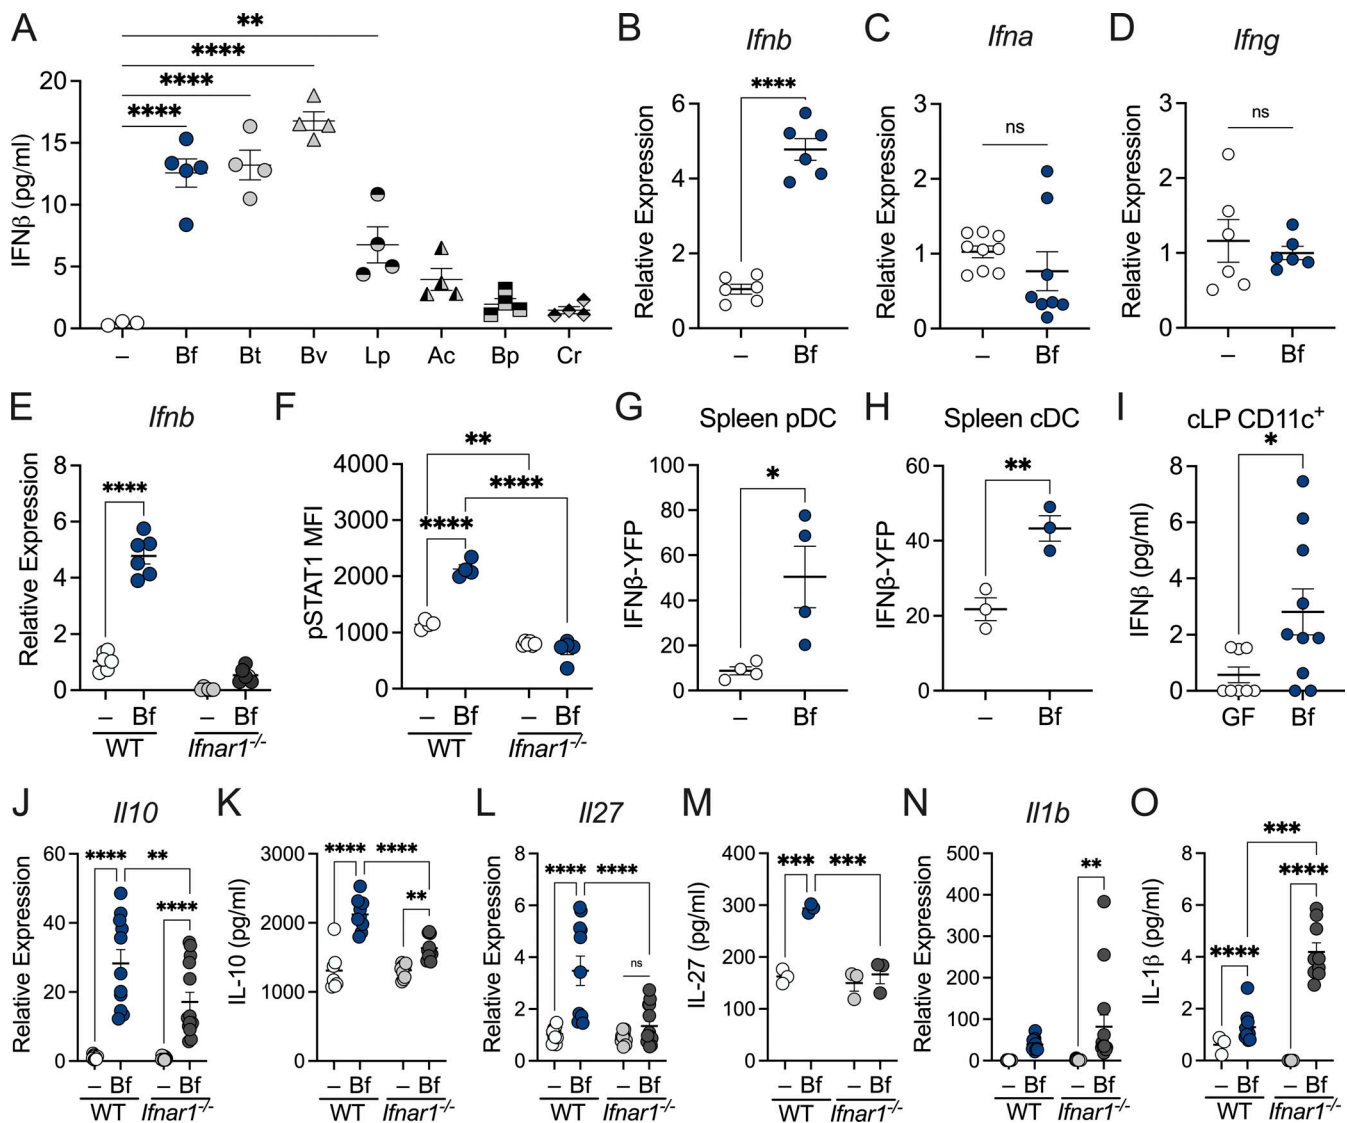 A
**
****
****
****
IFNβ (pg/ml)
20
15
10
5
0
– Bf Bt Bv Lp Ac Bp Cr
B
Ifnb
****
Relative Expression
6
4
2
0
– Bf
C
Ifna
ns
Relative Expression
3
2
1
0
– Bf
D
Ifng
ns
Relative Expression
3
2
1
0
– Bf
E
Ifnb
****
Relative Expression
8
6
4
2
0
– Bf – Bf
WT Ifnar1-/-
F
**
****
****
pSTAT1 MFI
4000
3000
2000
1000
0
– Bf – Bf
WT Ifnar1-/-
G
Spleen pDC
*
IFNβ-YFP
100
80
60
40
20
0
– Bf
H
Spleen cDC
**
IFNβ-YFP
60
40
20
0
– Bf
I
cLP CD11c+
*
IFNβ (pg/ml)
8
6
4
2
0
GF Bf
J
Il10
**** **
****
Relative Expression
60
40
20
0
– Bf – Bf
WT Ifnar1-/-
K
**** ****
**
IL-10 (pg/ml)
3000
2000
1000
0
– Bf – Bf
WT Ifnar1-/-
L
Il27
**** ****
ns
Relative Expression
8
6
4
2
0
– Bf – Bf
WT Ifnar1-/-
M
*** ***
IL-27 (pg/ml)
400
300
200
100
0
– Bf – Bf
WT Ifnar1-/-
N
Il1b
**
Relative Expression
500
400
300
200
100
0
– Bf – Bf
WT Ifnar1-/-
O
***
****
****
IL-1β (pg/ml)
8
6
4
2
0
– Bf – Bf
WT Ifnar1-/-